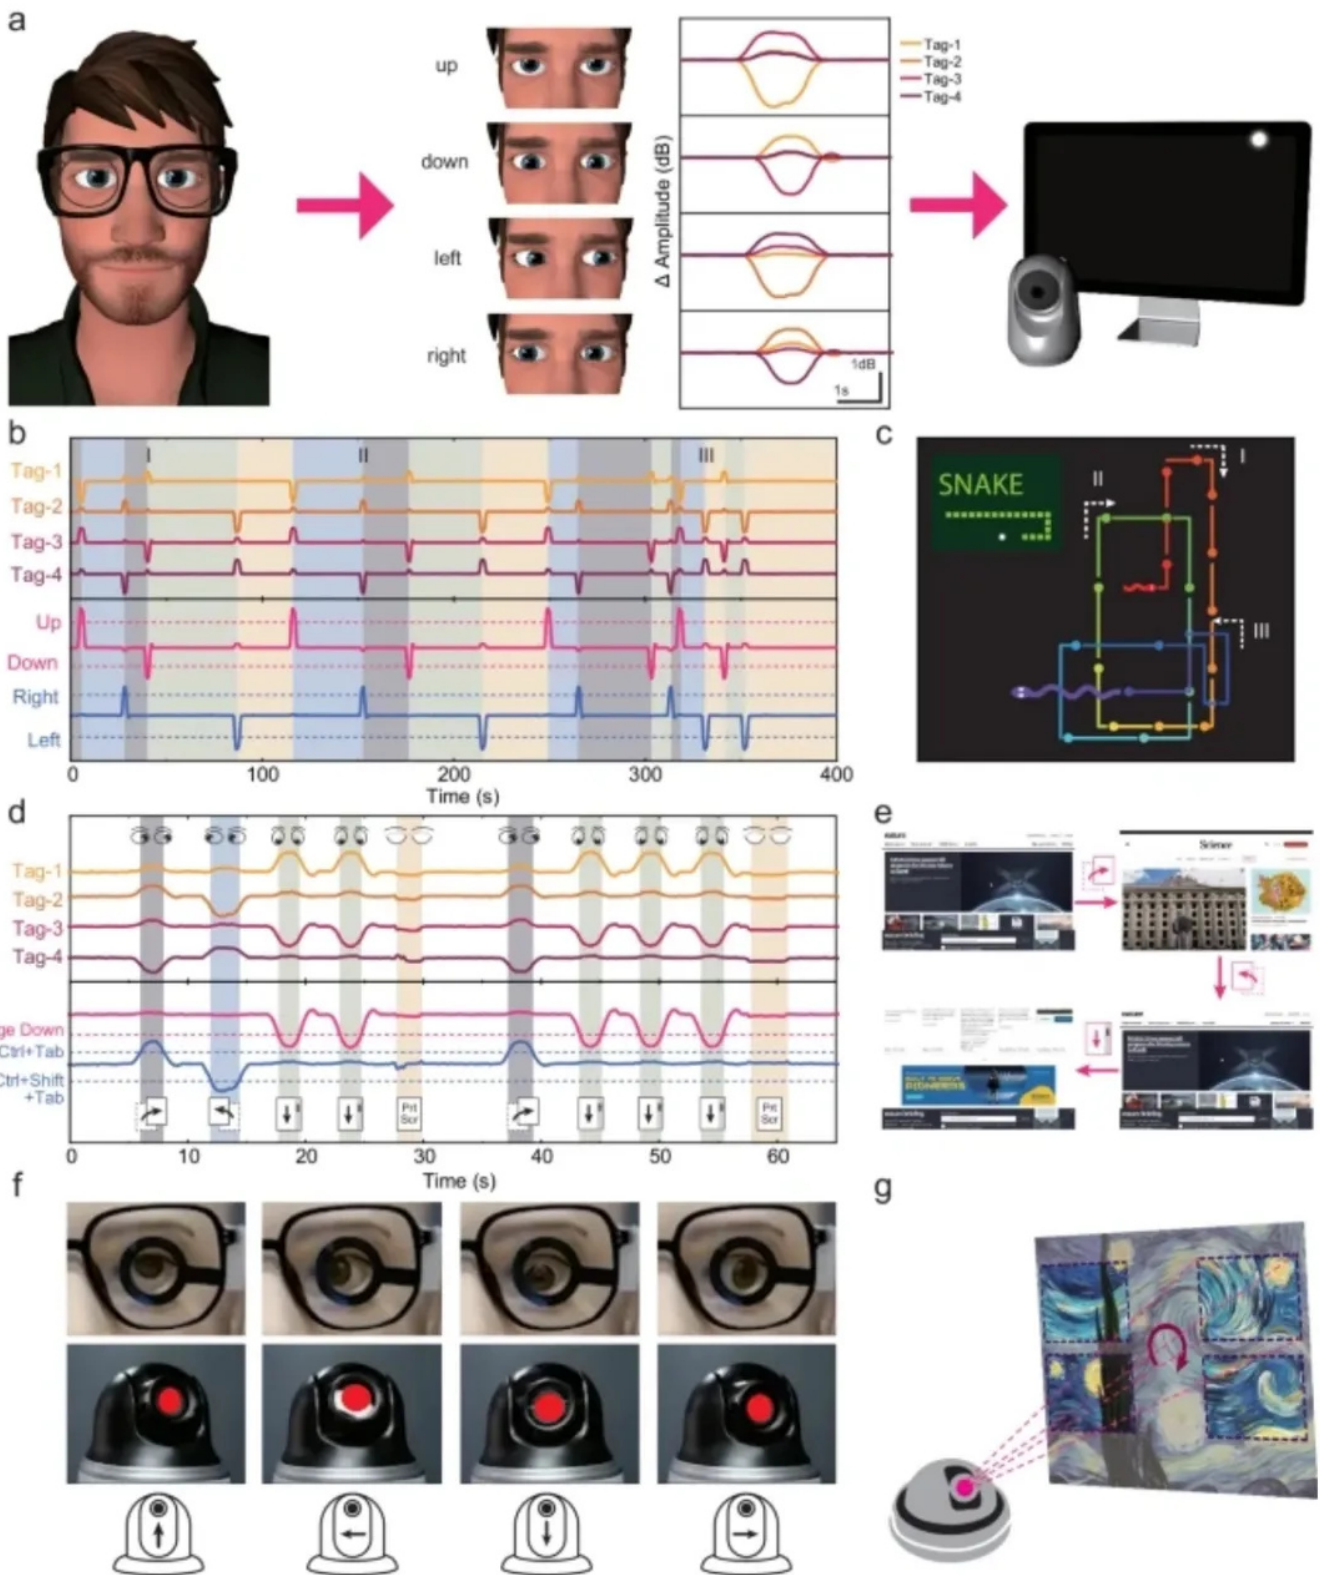 a
up
down
left
right
Δ Amplitude (dB)
1dB
1s
Tag-1
Tag-2
Tag-3
Tag-4
b
I
II
III
Tag-1
Tag-2
Tag-3
Tag-4
Up
Down
Right
Left
0 100 200 300 400
Time (s)
c
SNAKE
I
II
III
d
Tag-1
Tag-2
Tag-3
Tag-4
ge Down
Ctrl+Tab
Ctrl+Shift
+Tab
Prt
Scr
Prt
Scr
0 10 20 30 40 50 60
Time (s)
e
Science
f
g